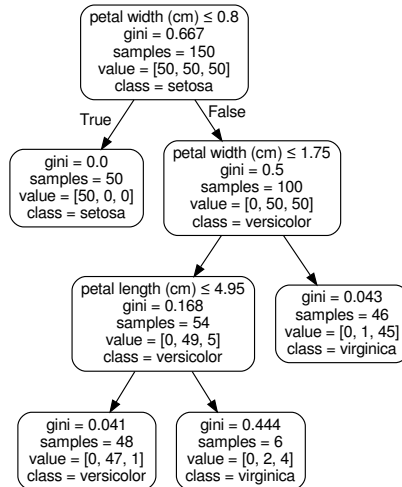 petal width (cm) ≤ 0.8
gini = 0.667
samples = 150
value = [50, 50, 50]
class = setosa
True
False
gini = 0.0
samples = 50
value = [50, 0, 0]
class = setosa
petal width (cm) ≤ 1.75
gini = 0.5
samples = 100
value = [0, 50, 50]
class = versicolor
petal length (cm) ≤ 4.95
gini = 0.168
samples = 54
value = [0, 49, 5]
class = versicolor
gini = 0.043
samples = 46
value = [0, 1, 45]
class = virginica
gini = 0.041
samples = 48
value = [0, 47, 1]
class = versicolor
gini = 0.444
samples = 6
value = [0, 2, 4]
class = virginica